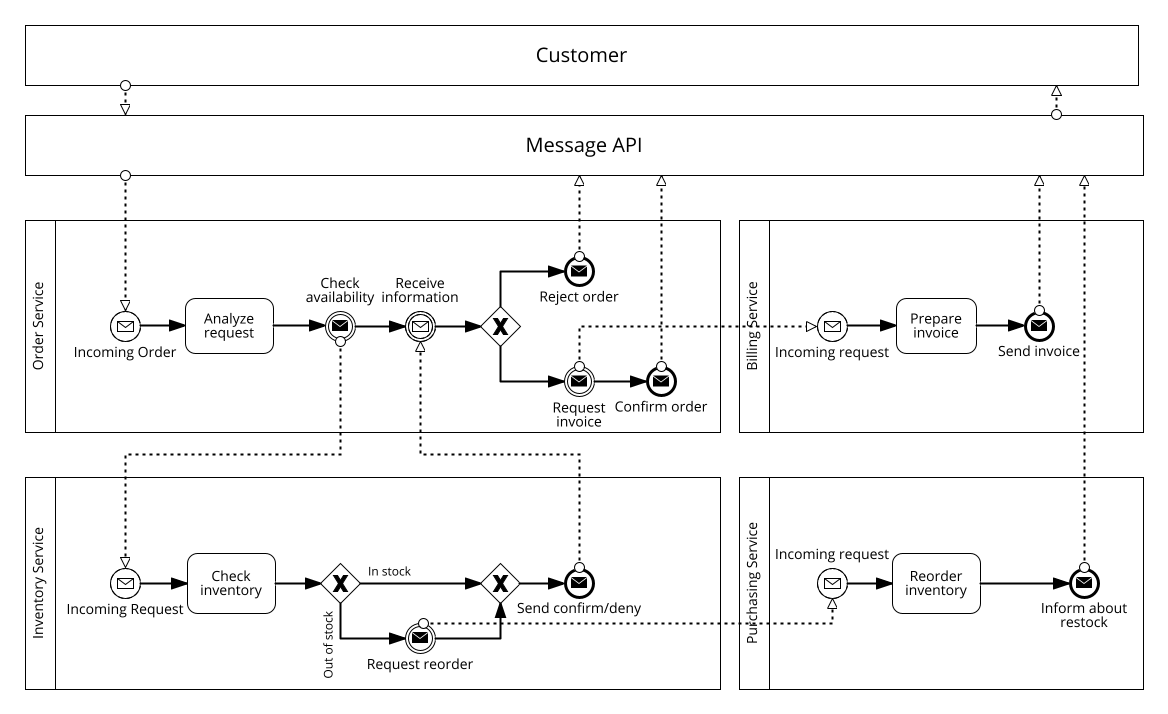 Customer
Message API
Order Service
Incoming Order
Analyze
request
Check
availability
Receive
information
Reject order
Request
invoice
Confirm order
Billing Service
Incoming request
Prepare
invoice
Send invoice
Inventory Service
Incoming Request
Check
inventory
In stock
Out of stock
Request reorder
Send confirm/deny
Purchasing Service
Incoming request
Reorder
inventory
Inform about
restock